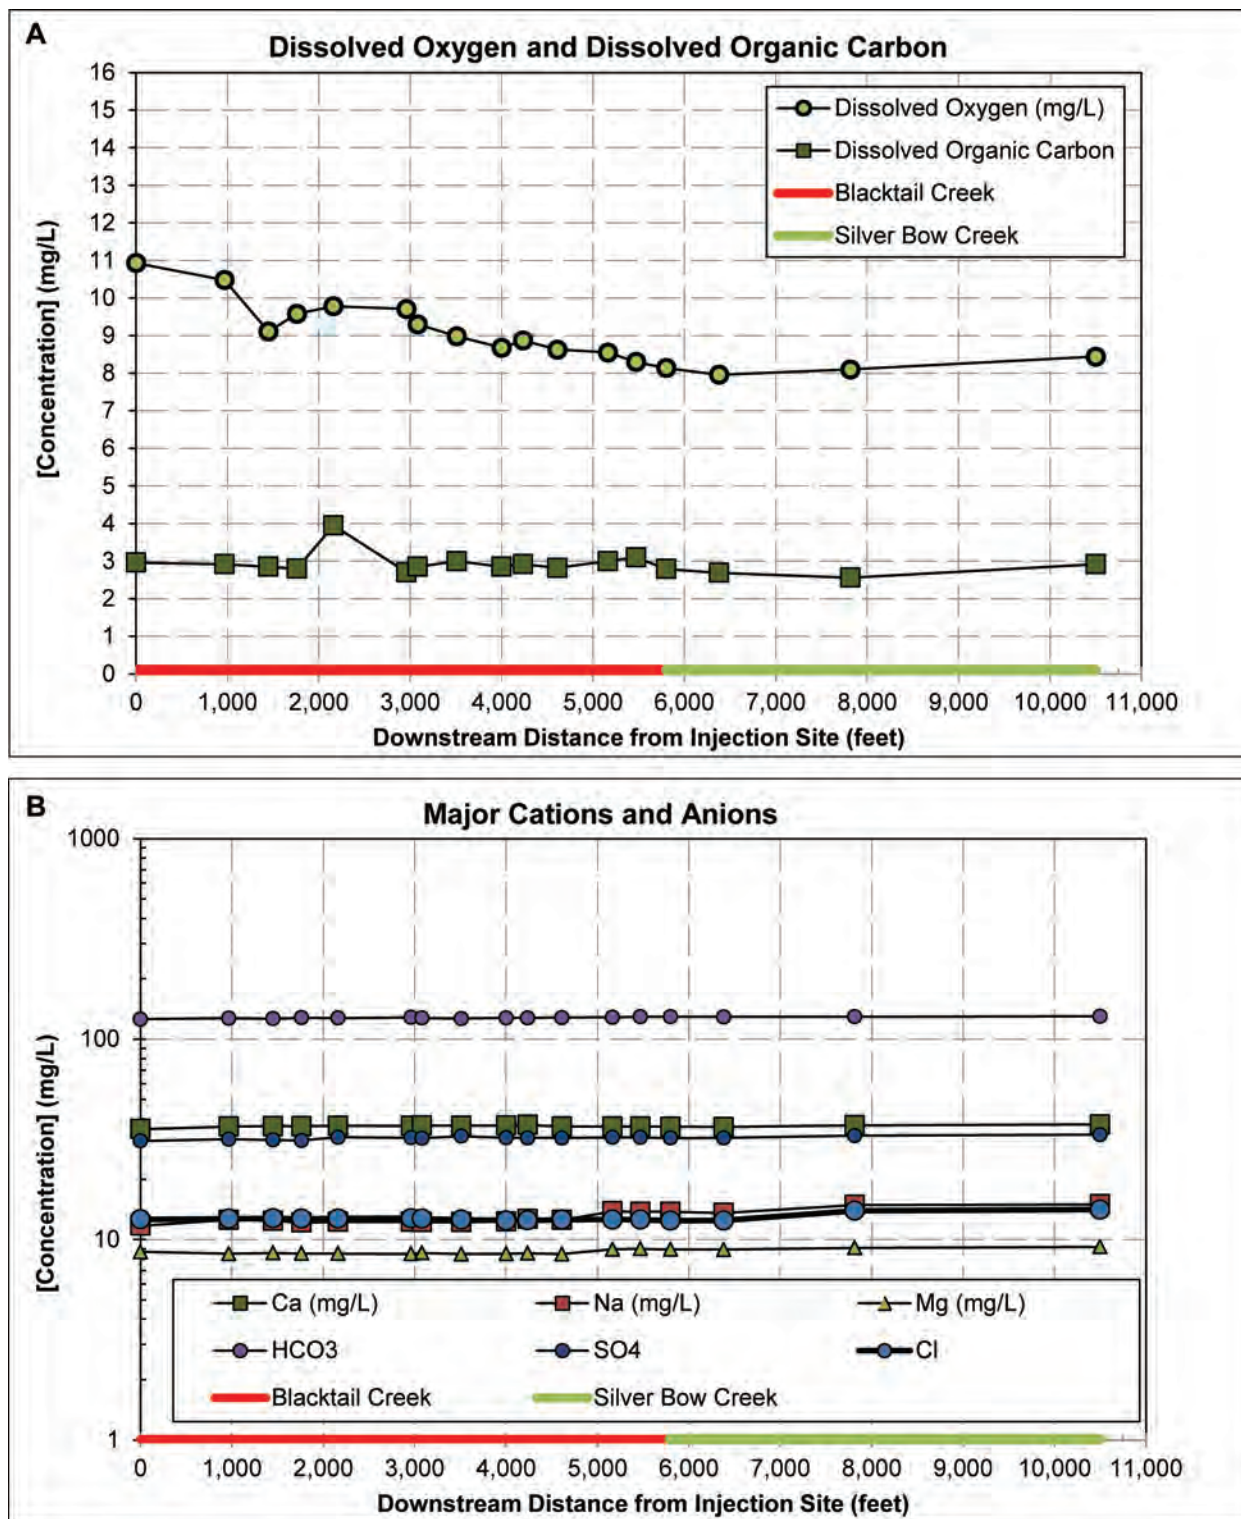 A
Dissolved Oxygen and Dissolved Organic Carbon
16
15
14
13
12
11
10
9
8
7
6
5
4
3
2
1
0
[Concentration] (mg/L)
Dissolved Oxygen (mg/L)
Dissolved Organic Carbon
Blacktail Creek
Silver Bow Creek
0 1,000 2,000 3,000 4,000 5,000 6,000 7,000 8,000 9,000 10,000 11,000
Downstream Distance from Injection Site (feet)
B
Major Cations and Anions
1000
100
10
1
[Concentration] (mg/L)
Ca (mg/L) Na (mg/L) Mg (mg/L)
HCO3 SO4 Cl
Blacktail Creek Silver Bow Creek
0 1,000 2,000 3,000 4,000 5,000 6,000 7,000 8,000 9,000 10,000 11,000
Downstream Distance from Injection Site (feet)